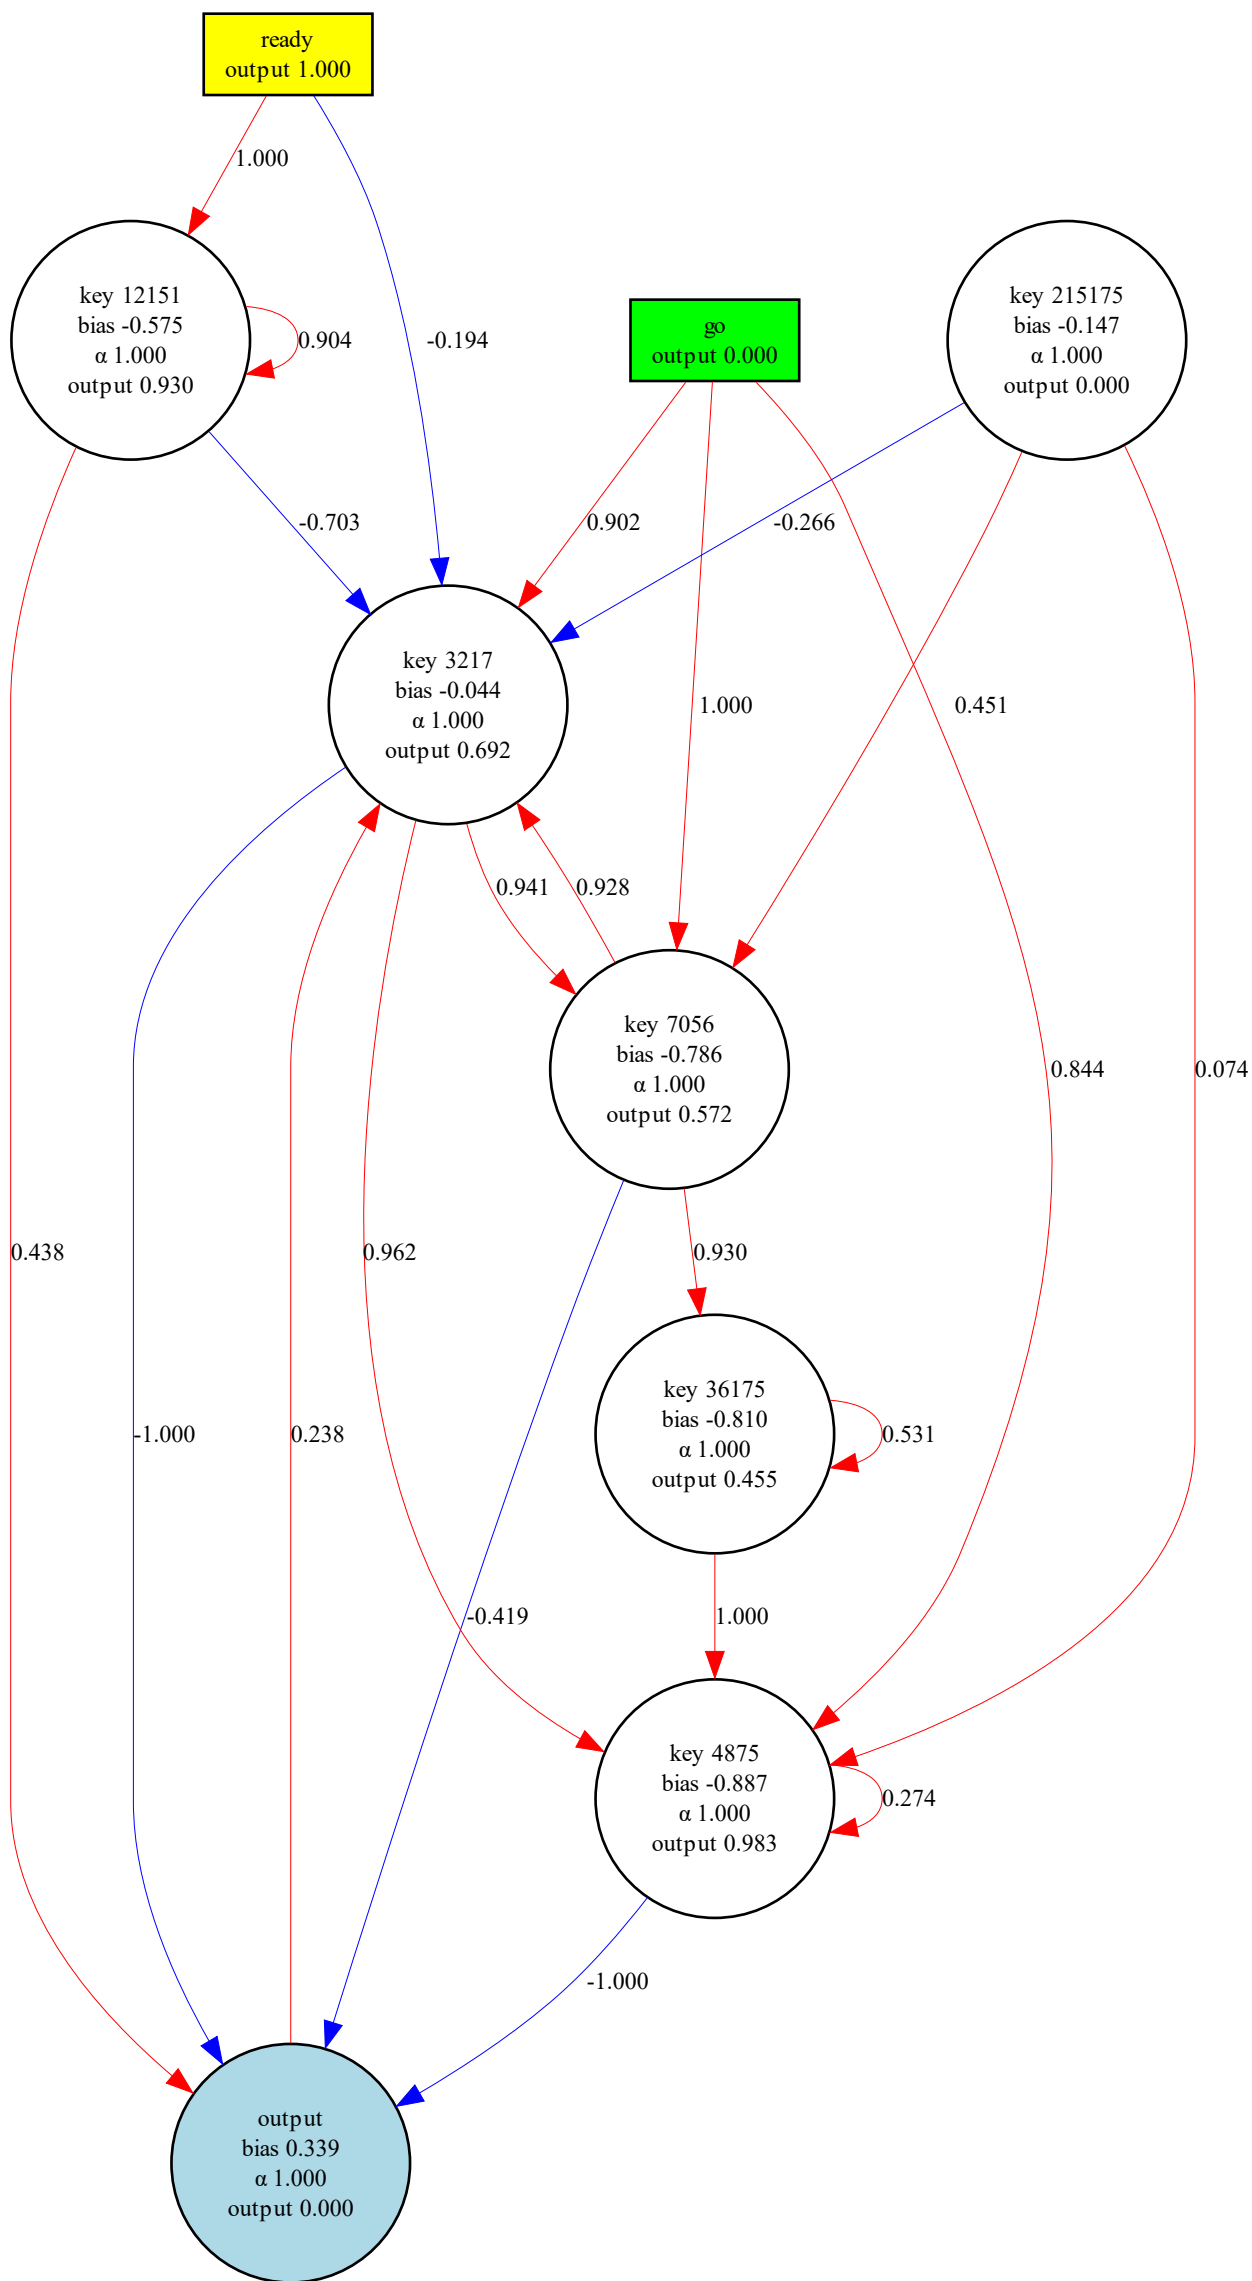 ready
output 1.000
1.000
key 12151
bias -0.575
α 1.000
output 0.930
0.904
-0.194
go
output 0.000
key 215175
bias -0.147
α 1.000
output 0.000
-0.703
0.902
-0.266
key 3217
bias -0.044
α 1.000
output 0.692
1.000
0.451
0.941
0.928
key 7056
bias -0.786
α 1.000
output 0.572
0.844
0.074
0.438
0.962
0.930
key 36175
bias -0.810
α 1.000
output 0.455
0.531
-1.000
0.238
-0.419
1.000
key 4875
bias -0.887
α 1.000
output 0.983
0.274
-1.000
output
bias 0.339
α 1.000
output 0.000